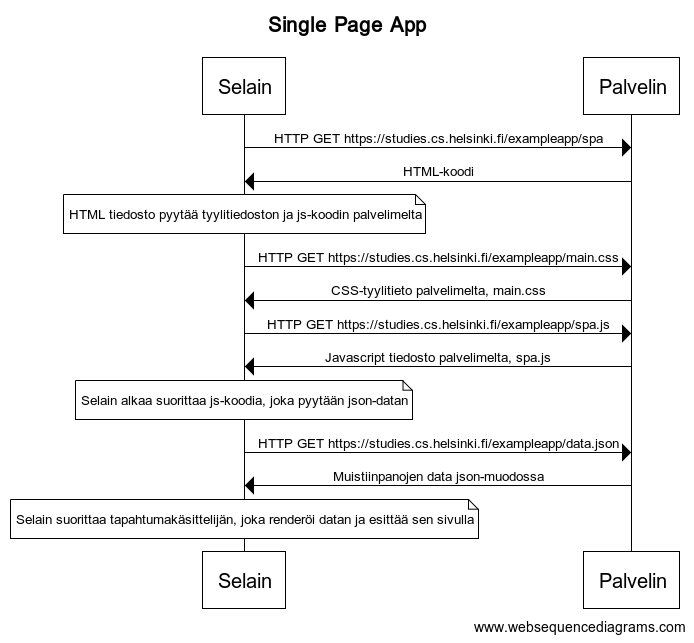 Single Page App
Selain
Palvelin
HTTP GET https://studies.cs.helsinki.fi/exampleapp/spa
HTML-koodi
HTML tiedosto pyytää tyylitiedoston ja js-koodin palvelimelta
HTTP GET https://studies.cs.helsinki.fi/exampleapp/main.css
CSS-tyylitieto palvelimelta, main.css
HTTP GET https://studies.cs.helsinki.fi/exampleapp/spa.js
Javascript tiedosto palvelimelta, spa.js
Selain alkaa suorittaa js-koodia, joka pyytään json-datan
HTTP GET https://studies.cs.helsinki.fi/exampleapp/data.json
Muistiinpanojen data json-muodossa
Selain suorittaa tapahtumakäsittelijän, joka renderöi datan ja esittää sen sivulla
Selain
Palvelin
www.websequencediagrams.com